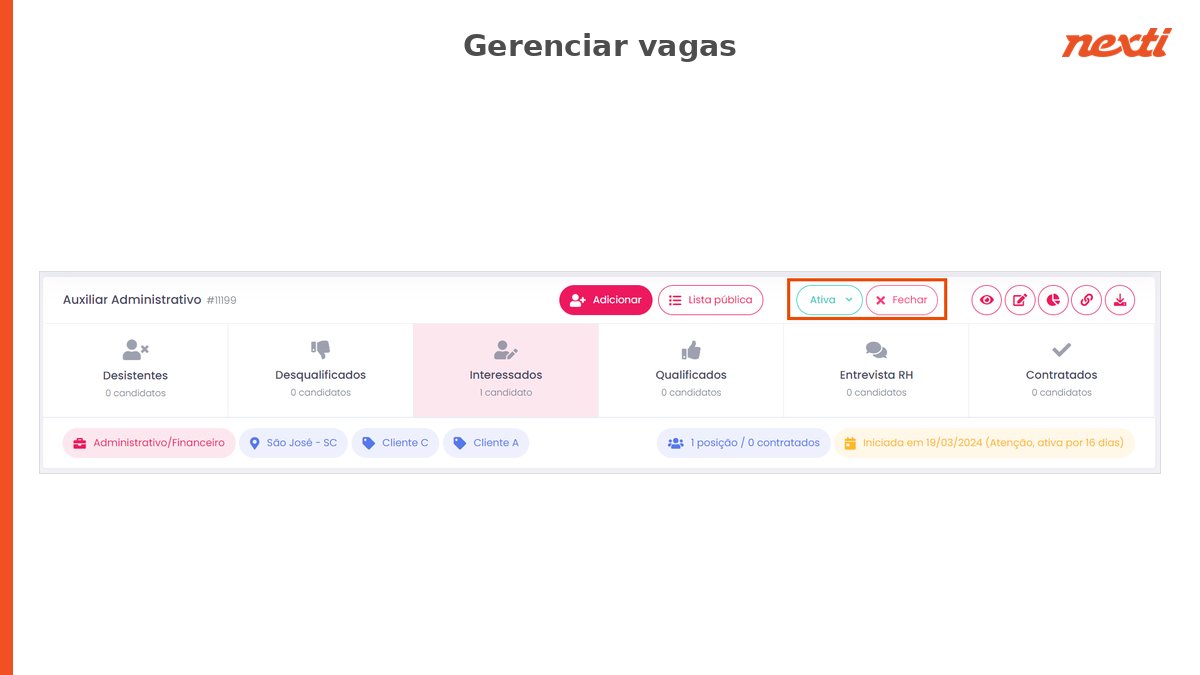 Gerenciar vagas
nexti
Auxiliar Administrativo #11199
Adicionar
Lista pública
Ativa
Fechar
Desistentes
0 candidatos
Desqualificados
0 candidatos
Interessados
1 candidato
Qualificados
0 candidatos
Entrevista RH
0 candidatos
Contratados
0 candidatos
Administrativo/Financeiro
São José - SC
Cliente C
Cliente A
1 posição / 0 contratados
Iniciada em 19/03/2024 (Atenção, ativa por 16 dias)